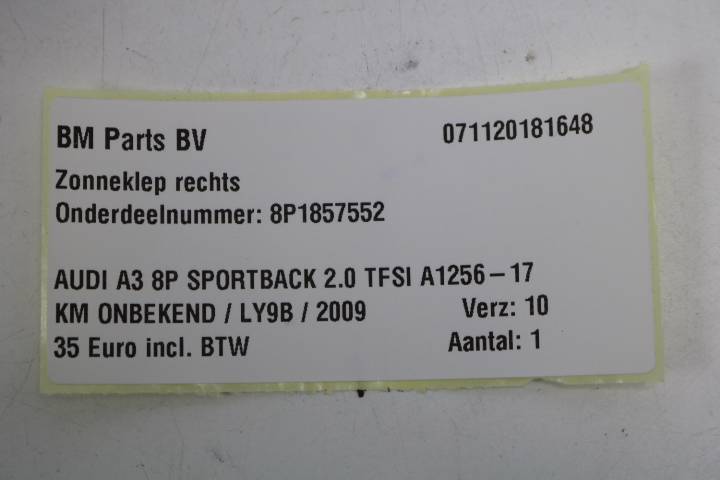 BM Parts BV 071120181648
Zonneklep rechts
Onderdeelnummer: 8P1857552
AUDI A3 8P SPORTBACK 2.0 TFSI A1256-17
KM ONBEKEND / LY9B / 2009 Verz: 10
35 Euro incl. BTW Aantal: 1